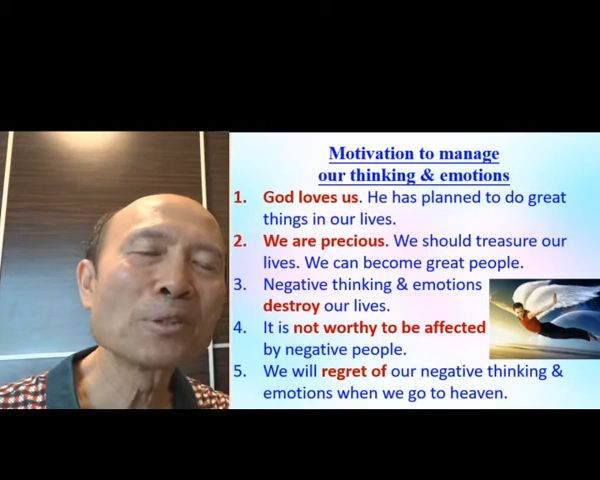 Motivation to manage
our thinking & emotions
1. God loves us. He has planned to do great
things in our lives.
2. We are precious. We should treasure our
lives. We can become great people.
3. Negative thinking & emotions
destroy our lives.
4. It is not worthy to be affected
by negative people.
5. We will regret of our negative thinking &
emotions when we go to heaven.